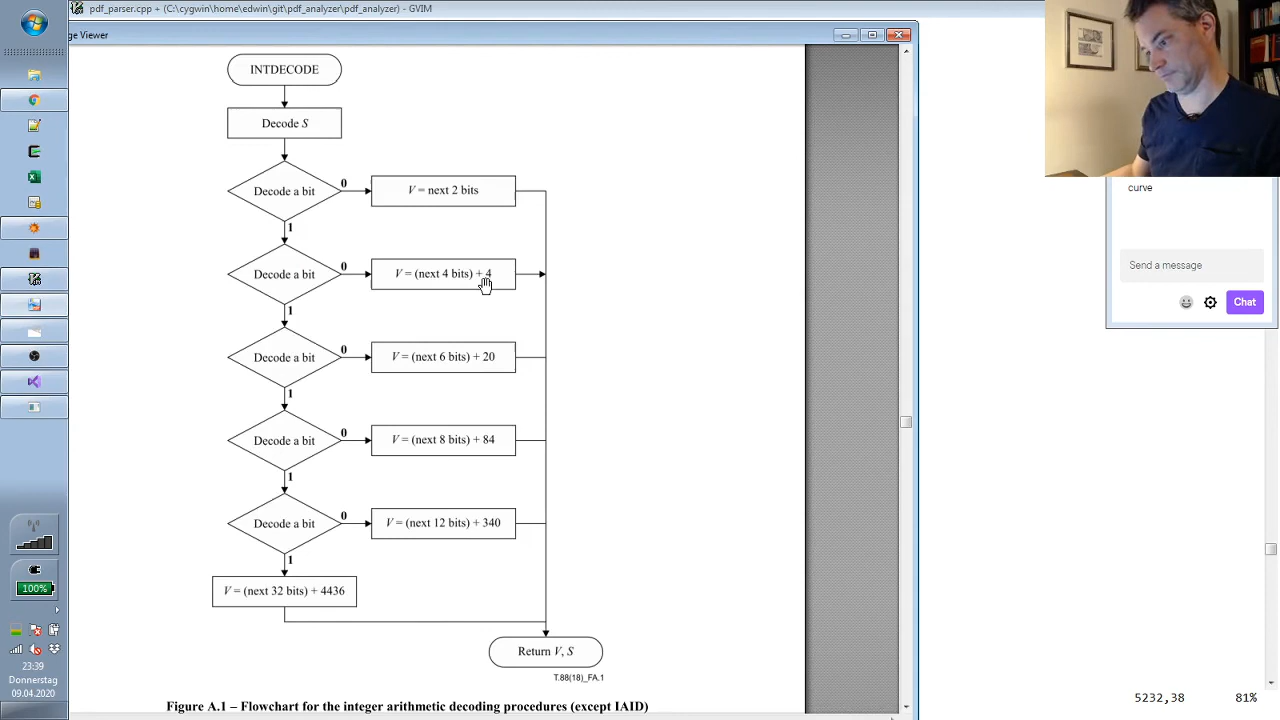 pdf_parser.cpp + (C:\cygwin\home\edwin\git\pdf_analyzer\pdf_analyzer) - GVIM
ge Viewer
INTDECODE
Decode S
Decode a bit
0
V = next 2 bits
1
Decode a bit
0
V = (next 4 bits) + 4
1
Decode a bit
0
V = (next 6 bits) + 20
1
Decode a bit
0
V = (next 8 bits) + 84
1
Decode a bit
0
V = (next 12 bits) + 340
1
V = (next 32 bits) + 4436
Return V, S
T.88(18)_FA.1
Figure A.1 – Flowchart for the integer arithmetic decoding procedures (except IAID)
curve
Send a message
Chat
100%
23:39
Donnerstag
09.04.2020
5232,38 81%